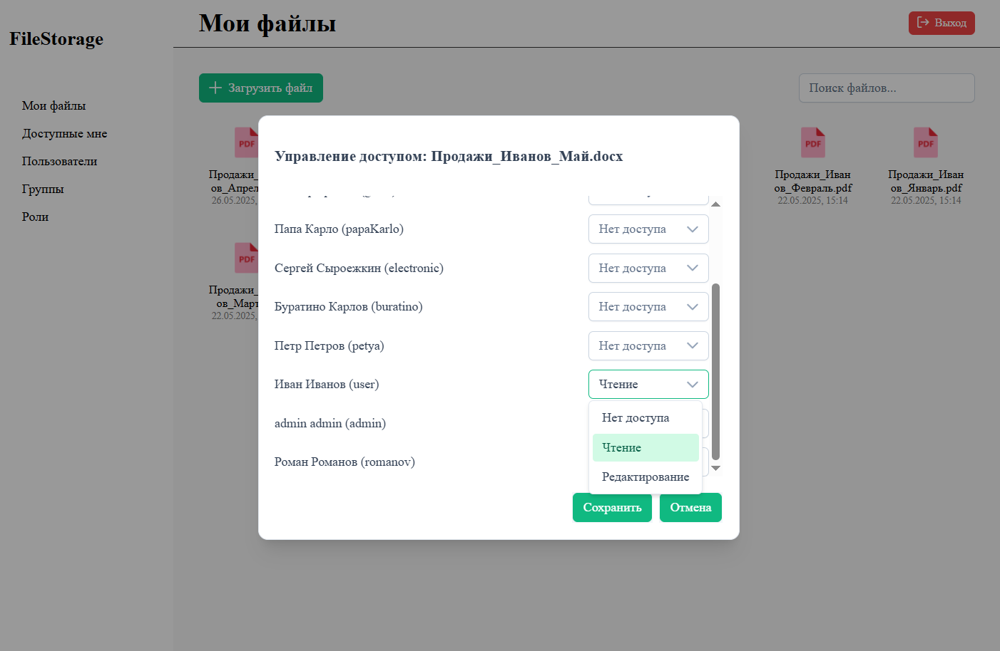 FileStorage
Мои файлы
Доступные мне
Пользователи
Группы
Роли
Мои файлы
Выход
Загрузить файл
Поиск файлов...
PDF
Продажи_
ов_Апрел
26.05.2025,
PDF
Продажи_Иван
ов_Февраль.pdf
22.05.2025, 15:14
PDF
Продажи_Иван
ов_Январь.pdf
22.05.2025, 15:14
PDF
Продажи_
ов_Март
22.05.2025,
Управление доступом: Продажи_Иванов_Май.docx
Папа Карло (papaKarlo)
Нет доступа
Сергей Сыроежкин (electronic)
Нет доступа
Буратино Карлов (buratino)
Нет доступа
Петр Петров (petya)
Нет доступа
Иван Иванов (user)
Чтение
Нет доступа
admin admin (admin)
Чтение
Роман Романов (romanov)
Редактирование
Сохранить
Отмена